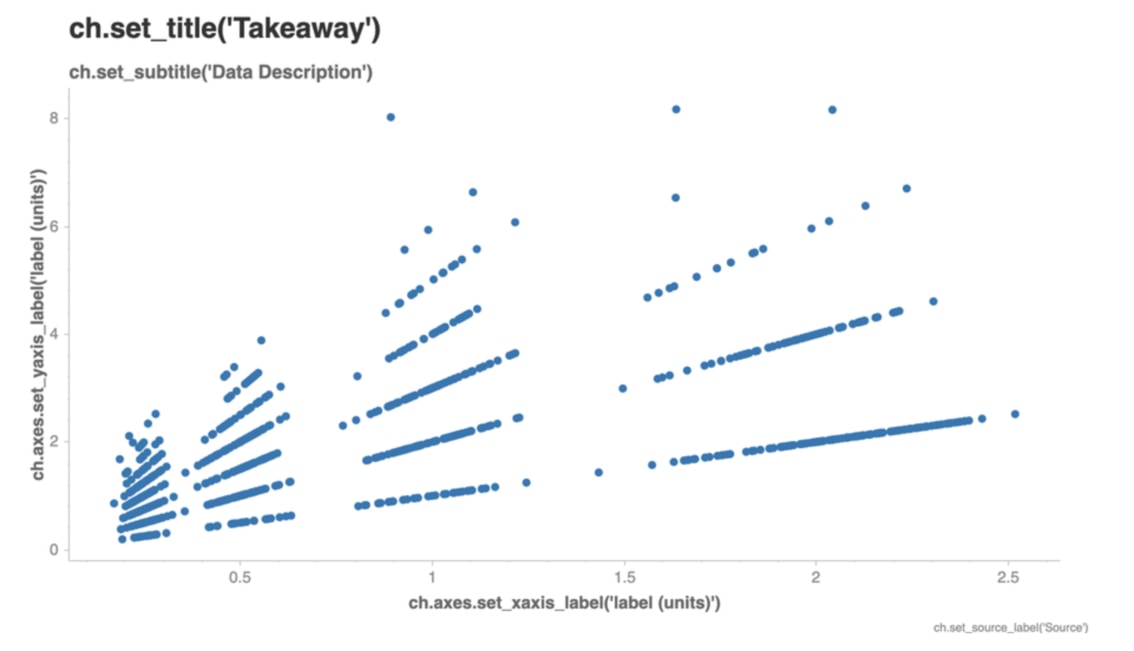 ch.set_title('Takeaway')
ch.set_subtitle('Data Description')
ch.axes.set_yaxis_label('label (units)')
8
6
4
2
0
0.5
1
1.5
2
2.5
ch.axes.set_xaxis_label('label (units)')
ch.set_source_label('Source')